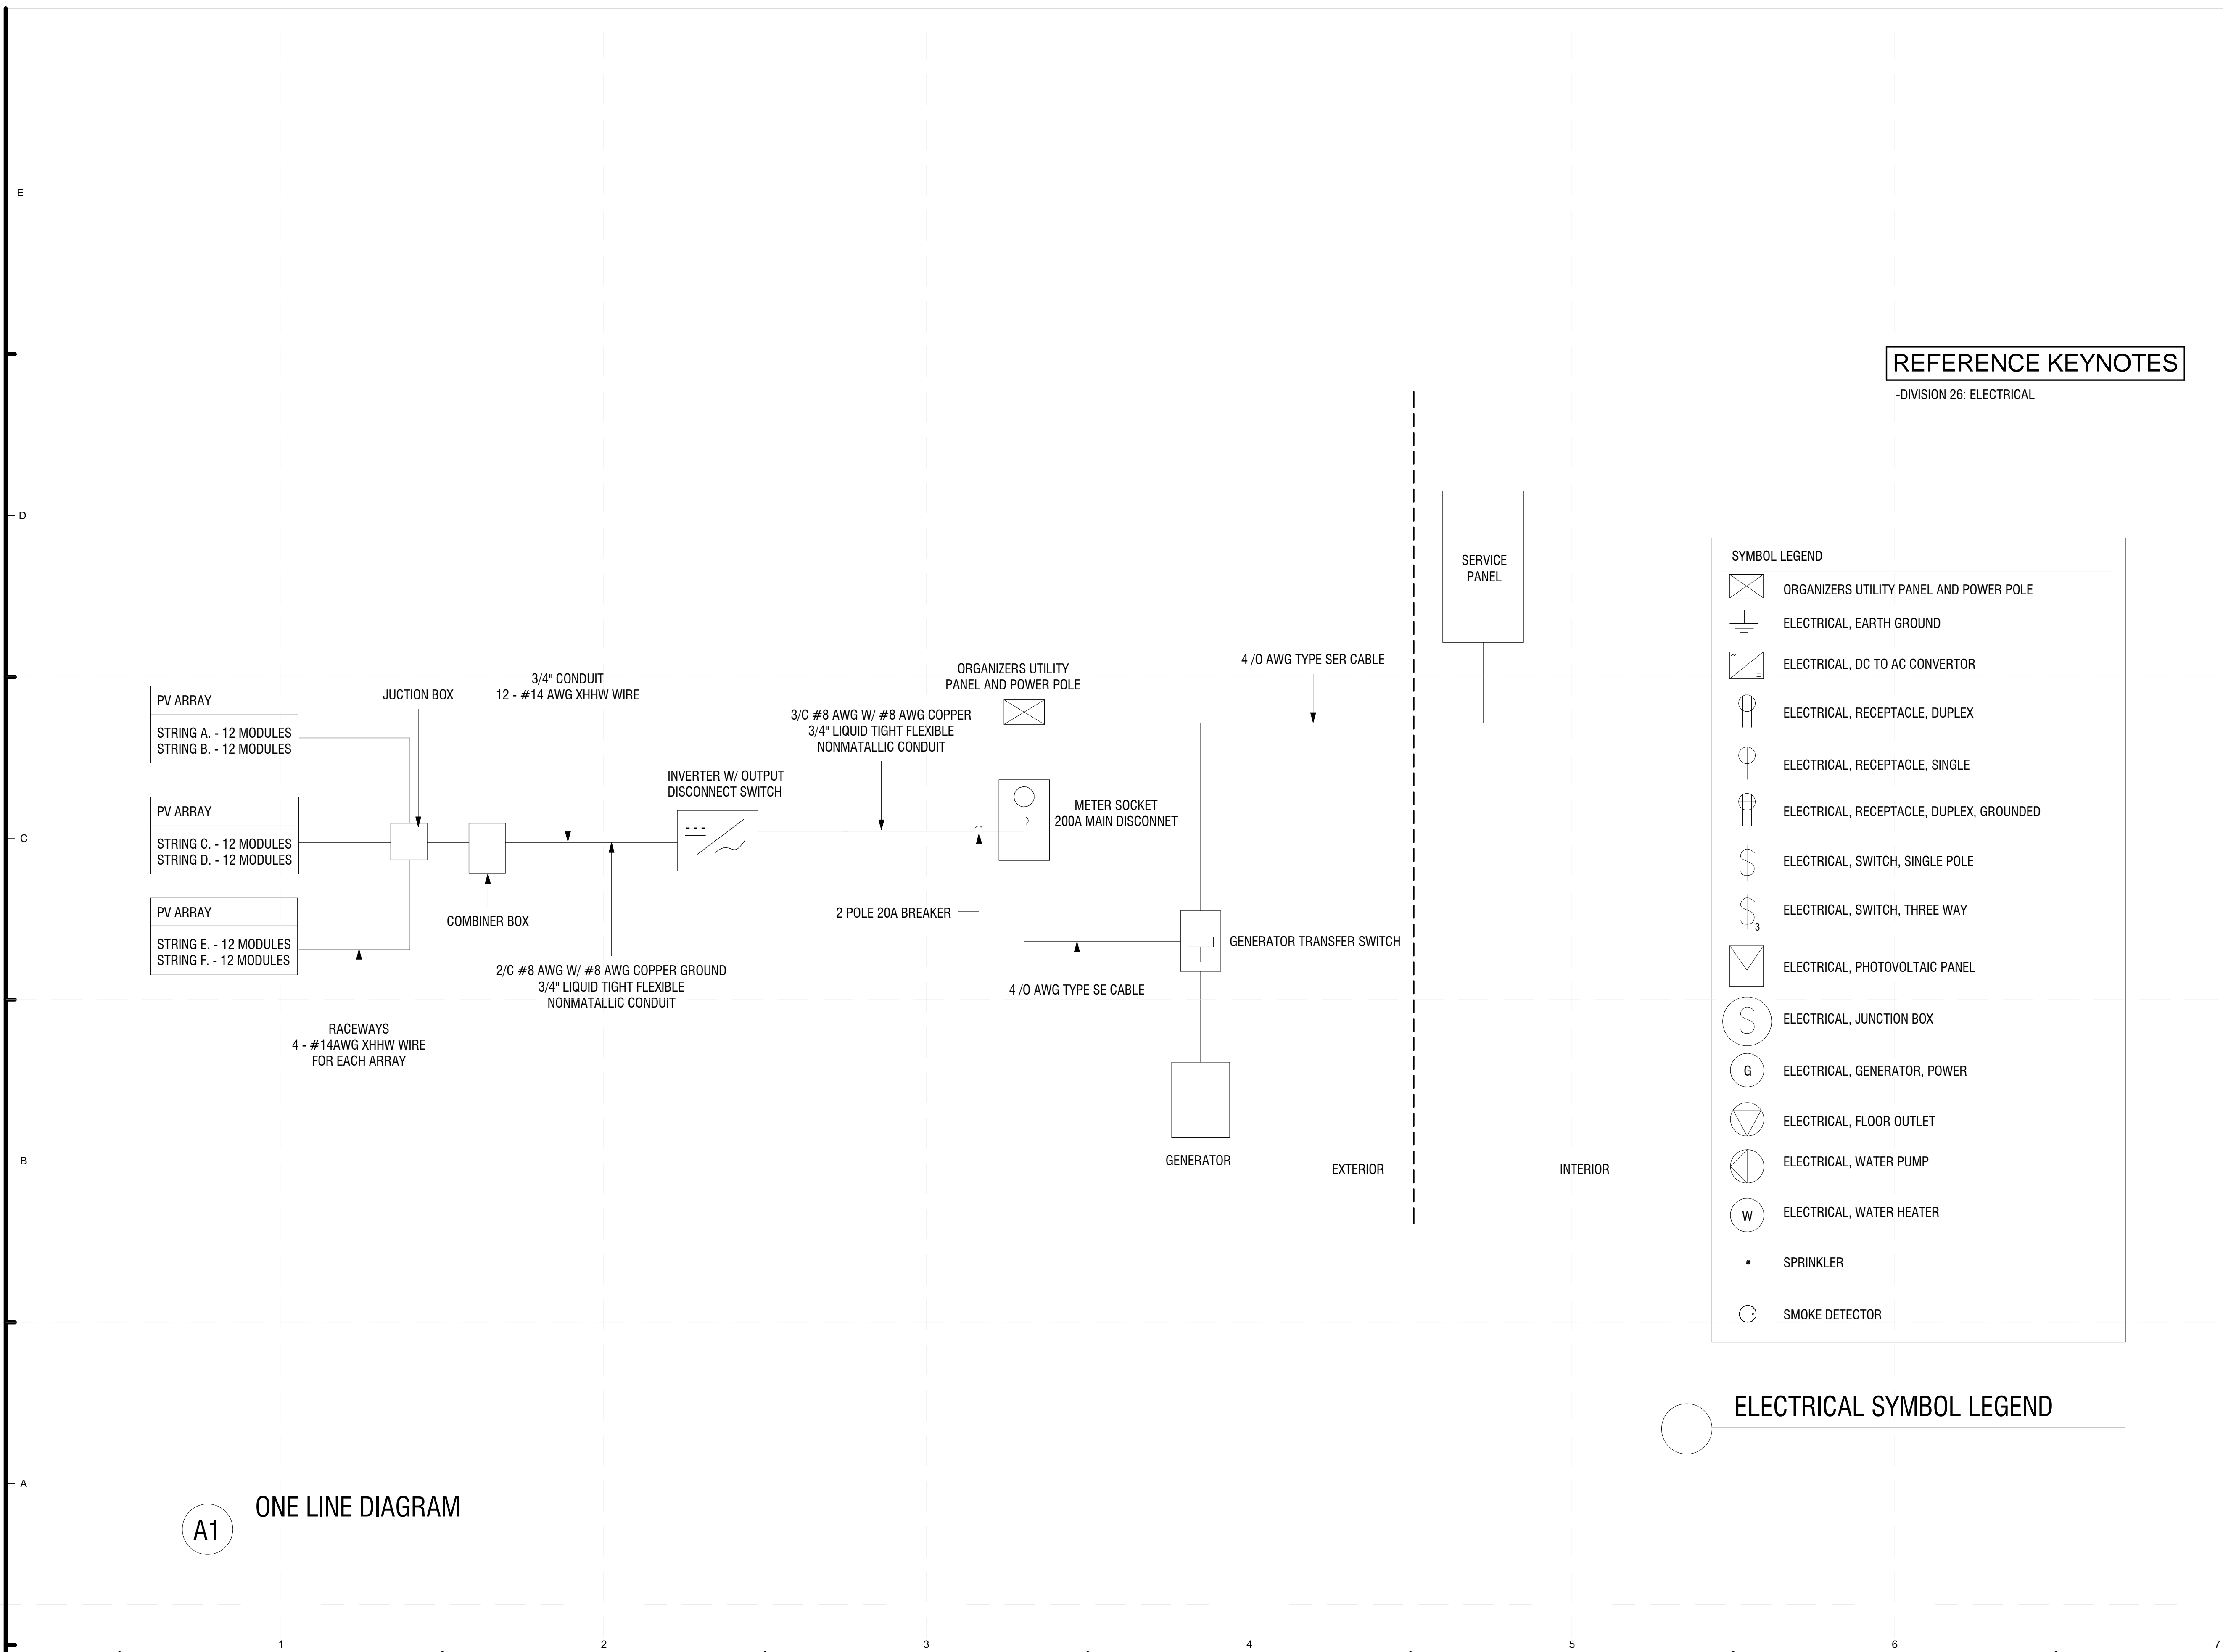 E
REFERENCE KEYNOTES
-DIVISION 26: ELECTRICAL
D
SERVICE
PANEL
4 /O AWG TYPE SER CABLE
ORGANIZERS UTILITY
PANEL AND POWER POLE
3/4" CONDUIT
12 - #14 AWG XHHW WIRE
JUCTION BOX
PV ARRAY
STRING A. - 12 MODULES
STRING B. - 12 MODULES
3/C #8 AWG W/ #8 AWG COPPER
3/4" LIQUID TIGHT FLEXIBLE
NONMATALLIC CONDUIT
INVERTER W/ OUTPUT
DISCONNECT SWITCH
METER SOCKET
200A MAIN DISCONNET
PV ARRAY
STRING C. - 12 MODULES
STRING D. - 12 MODULES
C
COMBINER BOX
2 POLE 20A BREAKER
PV ARRAY
STRING E. - 12 MODULES
STRING F. - 12 MODULES
GENERATOR TRANSFER SWITCH
2/C #8 AWG W/ #8 AWG COPPER GROUND
3/4" LIQUID TIGHT FLEXIBLE
NONMATALLIC CONDUIT
4 /O AWG TYPE SE CABLE
RACEWAYS
4 - #14AWG XHHW WIRE
FOR EACH ARRAY
GENERATOR
EXTERIOR
INTERIOR
B
SYMBOL LEGEND
ORGANIZERS UTILITY PANEL AND POWER POLE
ELECTRICAL, EARTH GROUND
ELECTRICAL, DC TO AC CONVERTOR
ELECTRICAL, RECEPTACLE, DUPLEX
ELECTRICAL, RECEPTACLE, SINGLE
ELECTRICAL, RECEPTACLE, DUPLEX, GROUNDED
ELECTRICAL, SWITCH, SINGLE POLE
3 ELECTRICAL, SWITCH, THREE WAY
ELECTRICAL, PHOTOVOLTAIC PANEL
S ELECTRICAL, JUNCTION BOX
G ELECTRICAL, GENERATOR, POWER
ELECTRICAL, FLOOR OUTLET
ELECTRICAL, WATER PUMP
W ELECTRICAL, WATER HEATER
SPRINKLER
SMOKE DETECTOR
ELECTRICAL SYMBOL LEGEND
A
A1 ONE LINE DIAGRAM
1 2 3 4 5 6 7